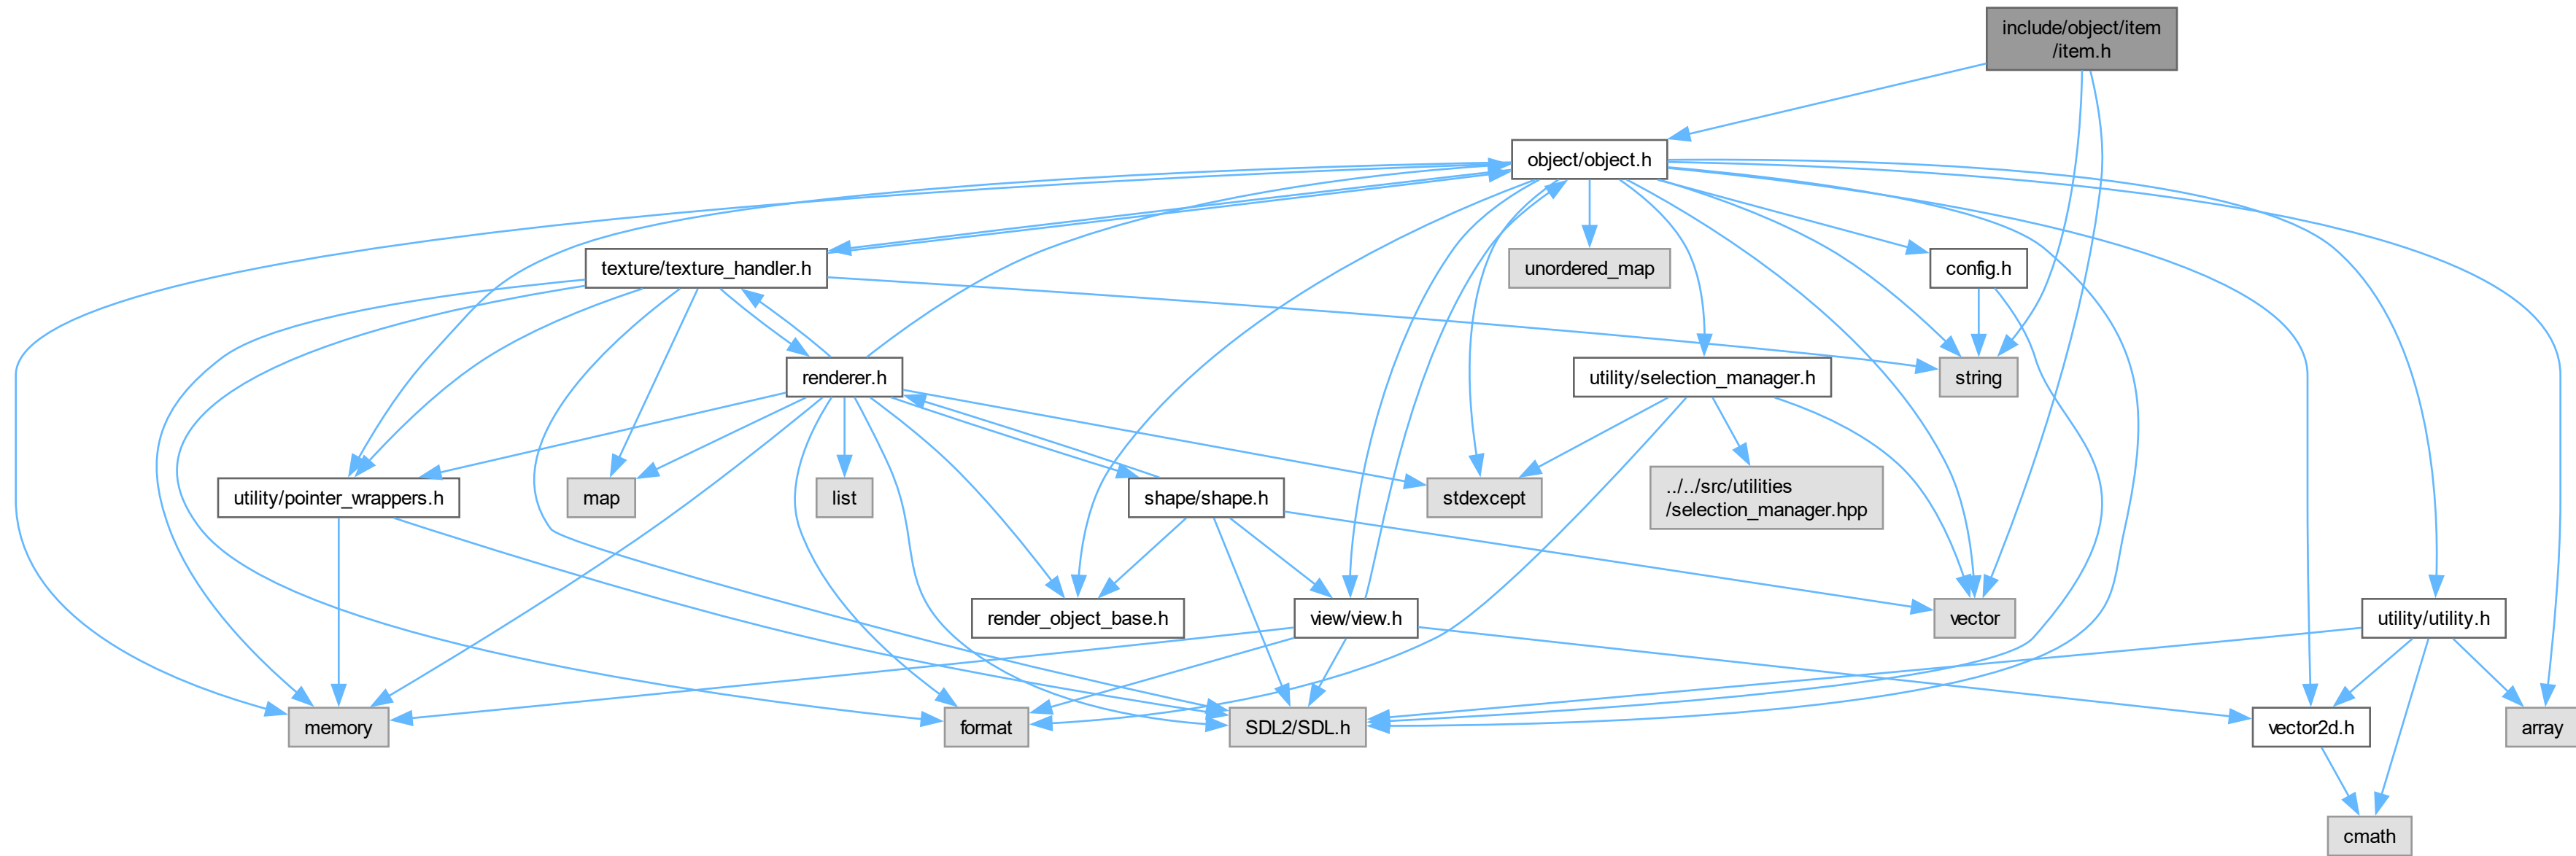 include/object/item
/item.h
object/object.h
texture/texture_handler.h
unordered_map
config.h
renderer.h
utility/selection_manager.h
string
utility/pointer_wrappers.h
map
list
shape/shape.h
stdexcept
../../src/utilities
/selection_manager.hpp
render_object_base.h
view/view.h
vector
utility/utility.h
memory
format
SDL2/SDL.h
vector2d.h
array
cmath